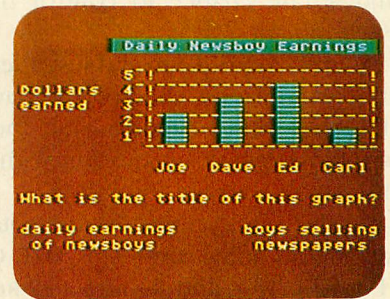 Daily Newsboy Earnings
5
Dollars 4
earned 3
2
1
Joe Dave Ed Carl
What is the title of this graph?
daily earnings boys selling
of newsboys newspapers